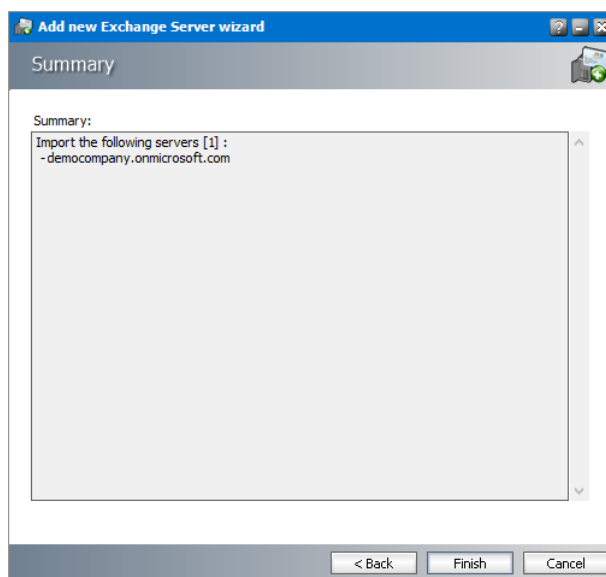 Add new Exchange Server wizard
Summary
Summary:
Import the following servers [1] :
-democompany.onmicrosoft.com
< Back Finish Cancel